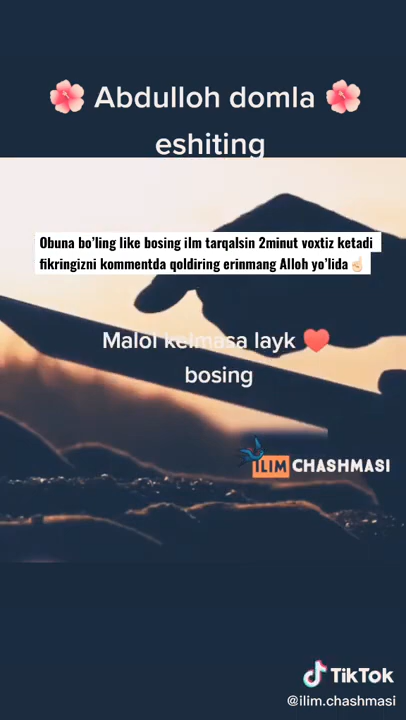 🌺 Abdulloh domla 🌺
eshiting
Obuna bo'ling like bosing ilm tarqalsin 2minut voxtiz ketadi
fikringizni kommentda qoldiring erinmang Alloh yo'lida☝🏻
Malol kelmasa layk ♥️
bosing
ILIM CHASHMASI
TikTok
@ilim.chashmasi